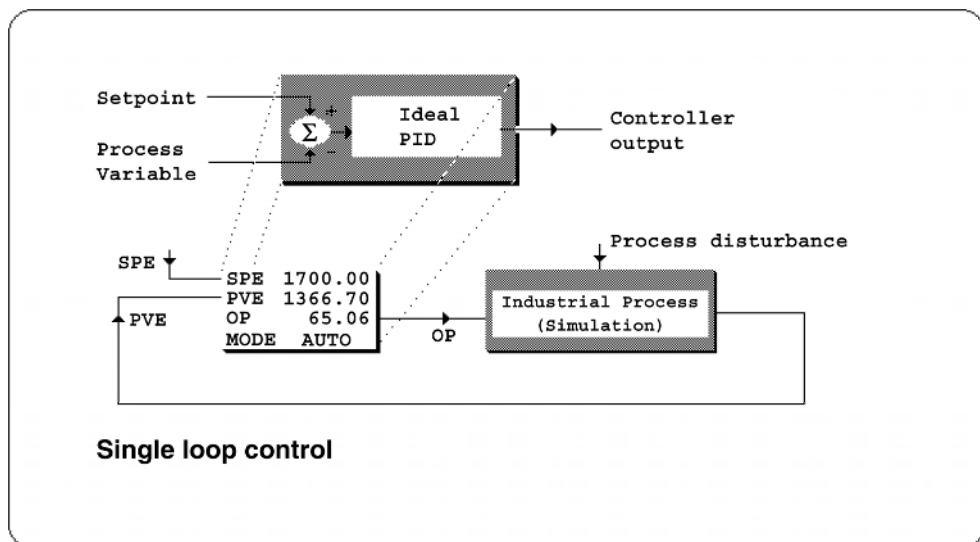 Setpoint
+
Σ
-
Ideal
PID
Controller
output
Process
Variable
Process disturbance
SPE
SPE 1700.00
PVE 1366.70
OP 65.06
MODE AUTO
PVE
OP
Industrial Process
(Simulation)
Single loop control